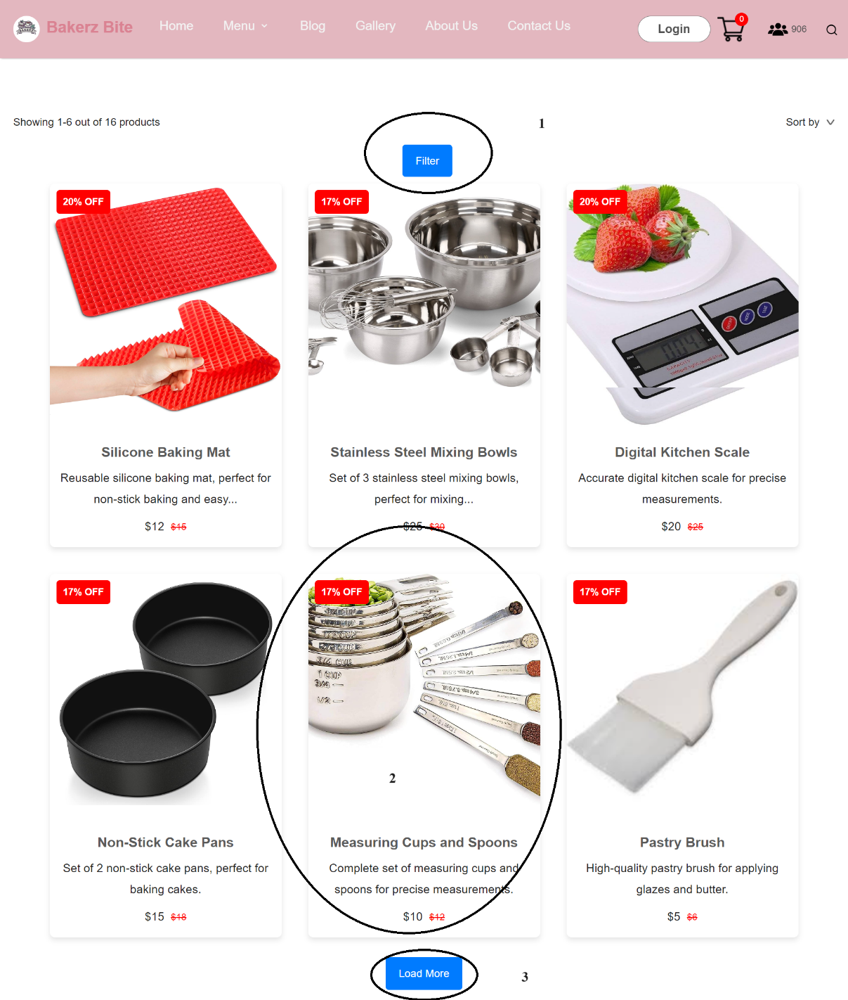 Bakerz Bite
Home
Menu
Blog
Gallery
About Us
Contact Us
Login
0
906
Showing 1-6 out of 16 products
1
Sort by
Filter
20% OFF
17% OFF
20% OFF
Silicone Baking Mat
Reusable silicone baking mat, perfect for
non-stick baking and easy...
$12 $15
Stainless Steel Mixing Bowls
Set of 3 stainless steel mixing bowls,
perfect for mixing...
$25 $30
Digital Kitchen Scale
Accurate digital kitchen scale for precise
measurements.
$20 $25
17% OFF
17% OFF
3/4 CUP
1 CUP
3/4
1/2
2
17% OFF
Non-Stick Cake Pans
Set of 2 non-stick cake pans, perfect for
baking cakes.
$15 $18
Measuring Cups and Spoons
Complete set of measuring cups and
spoons for precise measurements.
$10 $12
Pastry Brush
High-quality pastry brush for applying
glazes and butter.
$5 $6
Load More
3